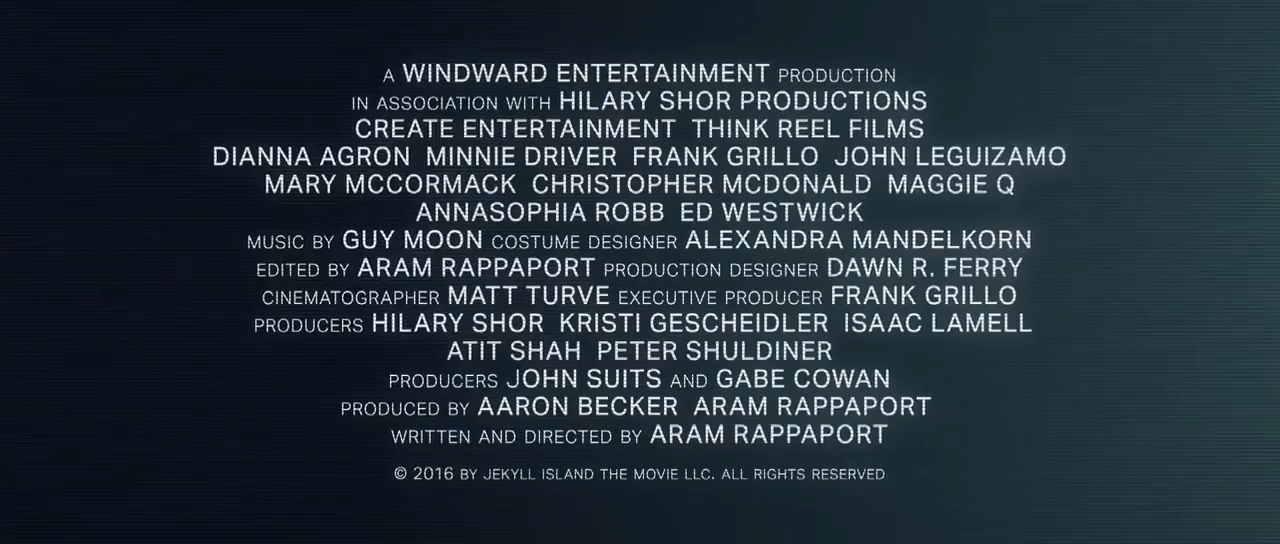 A WINDWARD ENTERTAINMENT PRODUCTION
IN ASSOCIATION WITH HILARY SHOR PRODUCTIONS
CREATE ENTERTAINMENT THINK REEL FILMS
DIANNA AGRON MINNIE DRIVER FRANK GRILLO JOHN LEGUIZAMO
MARY MCCORMACK CHRISTOPHER MCDONALD MAGGIE Q
ANNASOPHIA ROBB ED WESTWICK
MUSIC BY GUY MOON COSTUME DESIGNER ALEXANDRA MANDELKORN
EDITED BY ARAM RAPPAPORT PRODUCTION DESIGNER DAWN R. FERRY
CINEMATOGRAPHER MATT TURVE EXECUTIVE PRODUCER FRANK GRILLO
PRODUCERS HILARY SHOR KRISTI GESCHEIDLER ISAAC LAMELL
ATIT SHAH PETER SHULDINER
PRODUCERS JOHN SUITS AND GABE COWAN
PRODUCED BY AARON BECKER ARAM RAPPAPORT
WRITTEN AND DIRECTED BY ARAM RAPPAPORT
© 2016 BY JEKYLL ISLAND THE MOVIE LLC. ALL RIGHTS RESERVED